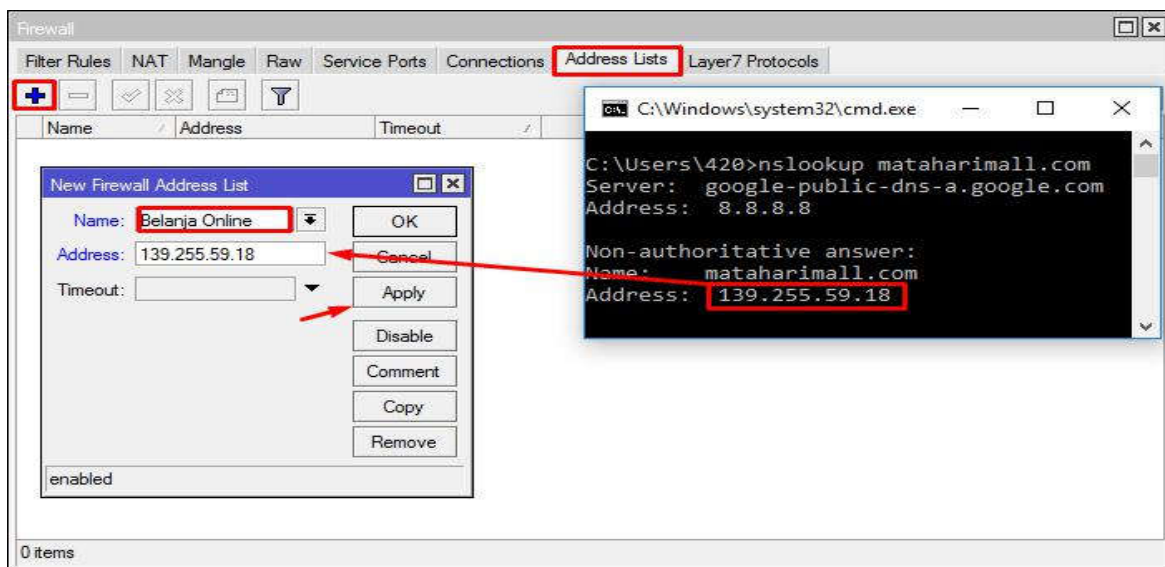 Firewall
Filter Rules NAT Mangle Raw Service Ports Connections Address Lists Layer7 Protocols
Name Address Timeout
New Firewall Address List
Name: Belanja Online OK
Address: 139.255.59.18 Cancel
Timeout: Apply
Disable
Comment
Copy
Remove
enabled
C:\Windows\system32\cmd.exe
C:\Users\420>nslookup mataharimall.com
Server: google-public-dns-a.google.com
Address: 8.8.8.8
Non-authoritative answer:
Name: mataharimall.com
Address: 139.255.59.18
0 items